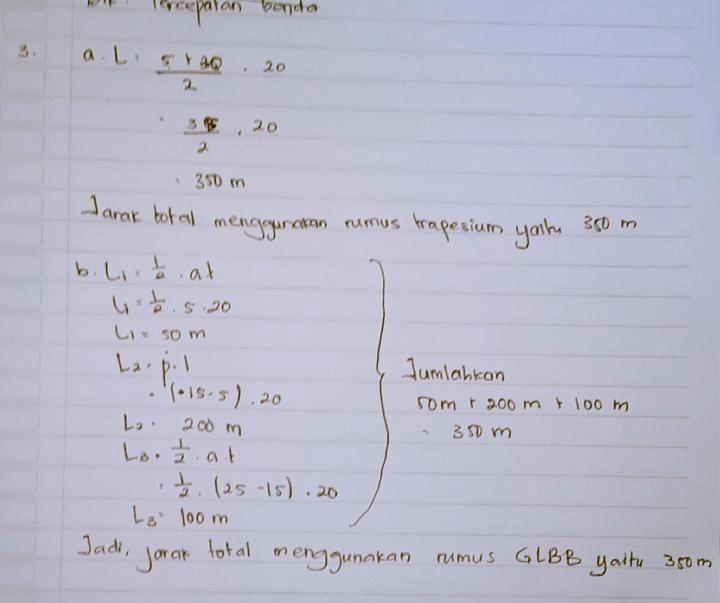 Percepatan benda
3. a. L = 5 + 30 / 2 . 20
= 35 / 2 . 20
= 350 m
Jarak total menggunakan rumus trapesium yaitu 350 m
b. L1 = 1/2 . at
L1 = 1/2 . 5 . 20
L1 = 50 m
L2 = p . l
= (15 - 5) . 20
L2 = 200 m
L3 = 1/2 . a.t
= 1/2 . (25 - 15) . 20
L3 = 100 m
Jumlahkan
50 m + 200 m + 100 m
= 350 m
Jadi, jarak total menggunakan rumus GLBB yaitu 350 m